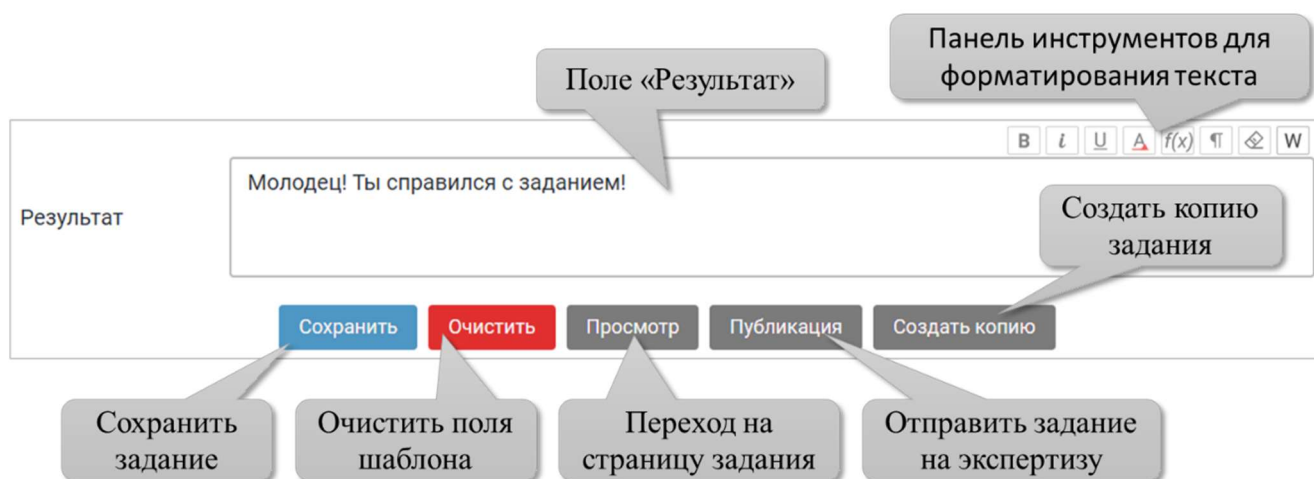 Панель инструментов для
форматирования текста
Поле «Результат»
B i U A f(x) ¶ W
Молодец! Ты справился с заданием!
Результат
Создать копию
задания
Сохранить Очистить Просмотр Публикация Создать копию
Сохранить
задание
Очистить поля
шаблона
Переход на
страницу задания
Отправить задание
на экспертизу